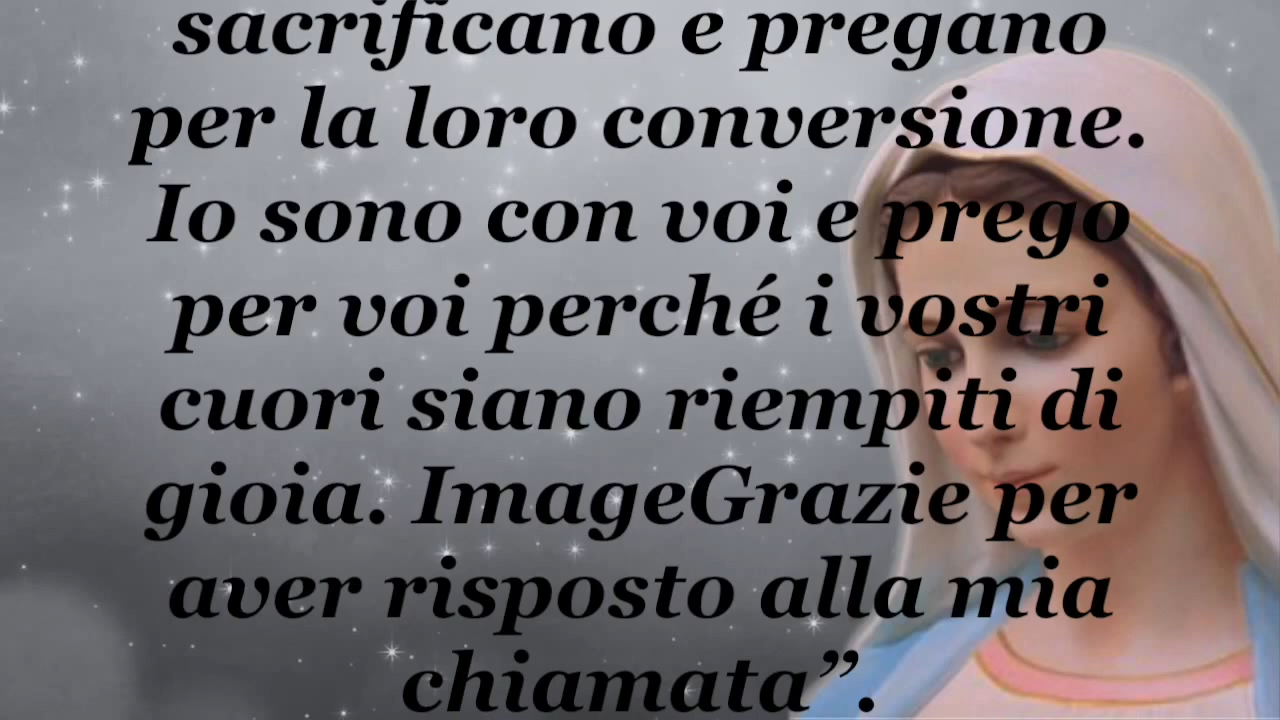 sacrificano e pregano
per la loro conversione.
Io sono con voi e prego
per voi perché i vostri
cuori siano riempiti di
gioia. ImageGrazie per
aver risposto alla mia
chiamata”.